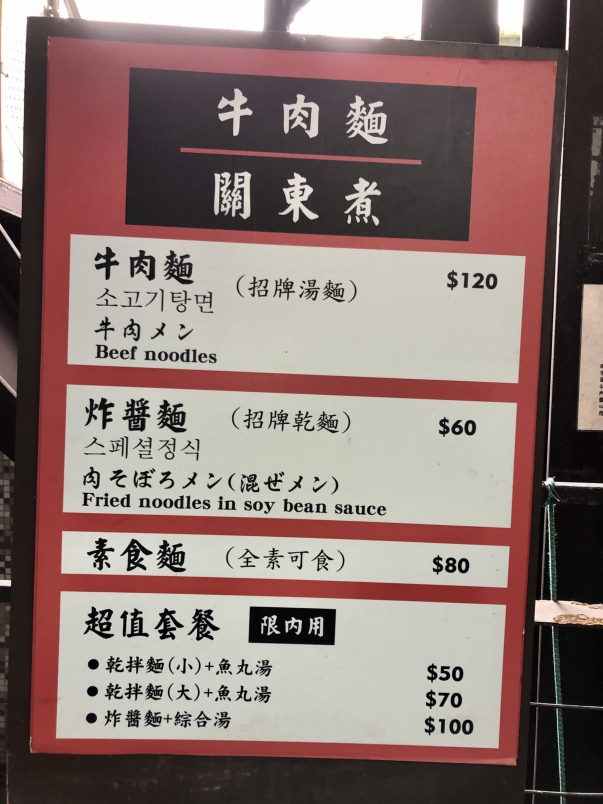 牛肉麵
關東煮
牛肉麵 (招牌湯麵) $120
소고기탕면
牛肉メン
Beef noodles
炸醬麵 (招牌乾麵) $60
스페셜정식
肉そぼろメン(混ぜメン)
Fried noodles in soy bean sauce
素食麵 (全素可食) $80
超值套餐 限內用
●乾拌麵(小)+魚丸湯 $50
●乾拌麵(大)+魚丸湯 $70
●炸醬麵+綜合湯 $100